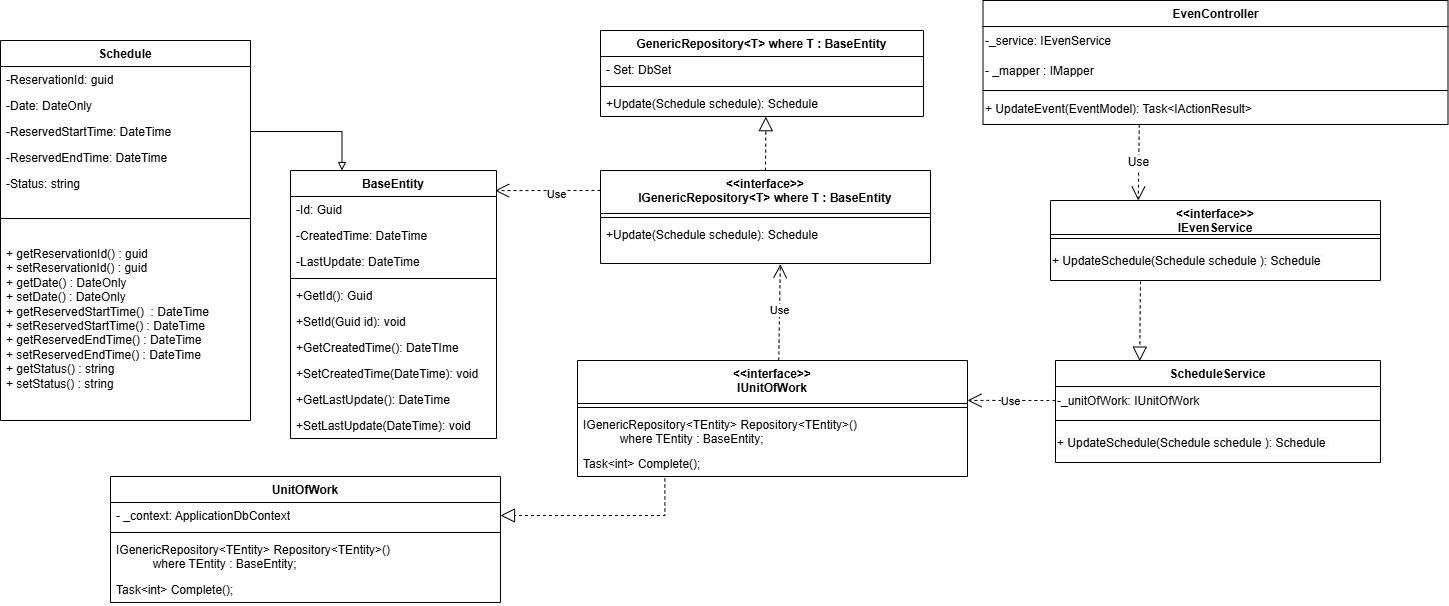 Schedule
-ReservationId: guid
-Date: DateOnly
-ReservedStartTime: DateTime
-ReservedEndTime: DateTime
-Status: string
+ getReservationId() : guid
+ setReservationId() : guid
+ getDate() : DateOnly
+ setDate() : DateOnly
+ getReservedStartTime()  : DateTime
+ setReservedStartTime() : DateTime
+ getReservedEndTime() : DateTime
+ setReservedEndTime() : DateTime
+ getStatus() : string
+ setStatus() : string
BaseEntity
-Id: Guid
-CreatedTime: DateTime
-LastUpdate: DateTime
+GetId(): Guid
+SetId(Guid id): void
+GetCreatedTime(): DateTIme
+SetCreatedTime(DateTime): void
+GetLastUpdate(): DateTime
+SetLastUpdate(DateTime): void
Use
GenericRepository<T> where T : BaseEntity
- Set: DbSet
+Update(Schedule schedule): Schedule
<<interface>>
IGenericRepository<T> where T : BaseEntity
+Update(Schedule schedule): Schedule
Use
<<interface>>
IUnitOfWork
IGenericRepository<TEntity> Repository<TEntity>()
where TEntity : BaseEntity;
Task<int> Complete();
UnitOfWork
- _context: ApplicationDbContext
IGenericRepository<TEntity> Repository<TEntity>()
where TEntity : BaseEntity;
Task<int> Complete();
EvenController
-_service: IEvenService
- _mapper : IMapper
+ UpdateEvent(EventModel): Task<IActionResult>
Use
<<interface>>
IEvenService
+ UpdateSchedule(Schedule schedule ): Schedule
ScheduleService
-_unitOfWork: IUnitOfWork
+ UpdateSchedule(Schedule schedule ): Schedule
Use